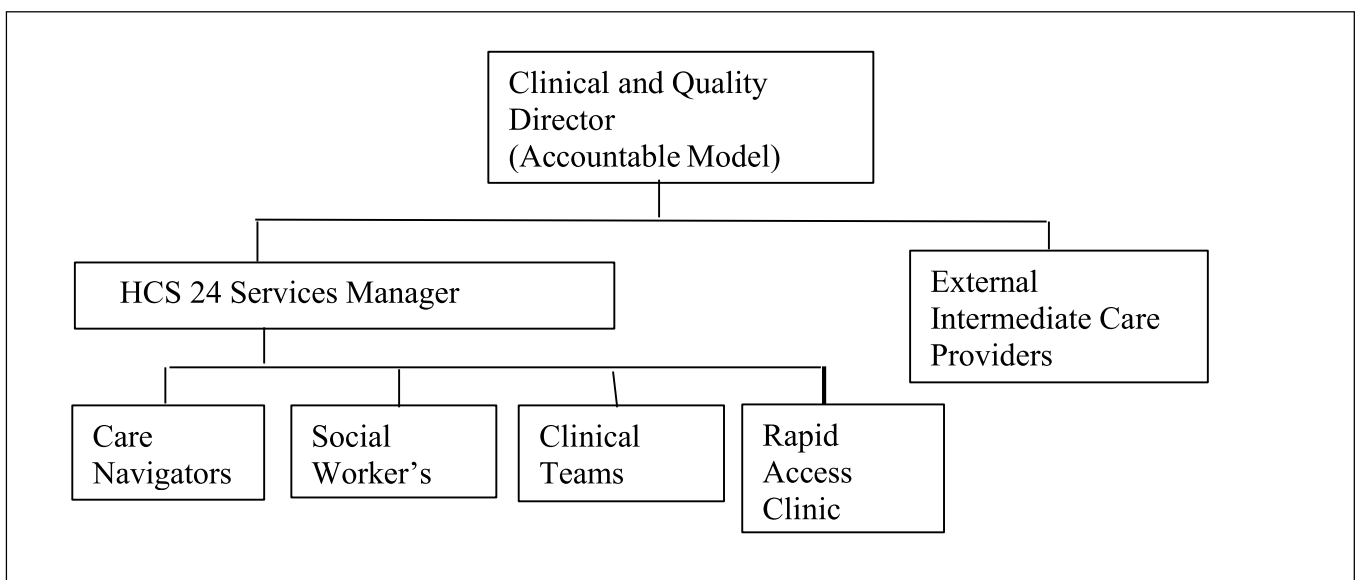 Clinical and Quality
Director
(Accountable Model)
HCS 24 Services Manager
External
Intermediate Care
Providers
Care
Navigators
Social
Worker’s
Clinical
Teams
Rapid
Access
Clinic